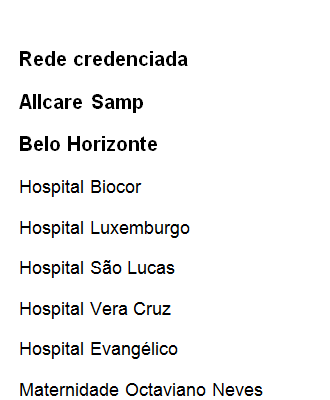 Rede credenciada
Allcare Samp
Belo Horizonte
Hospital Biocor
Hospital Luxemburgo
Hospital São Lucas
Hospital Vera Cruz
Hospital Evangélico
Maternidade Octaviano Neves